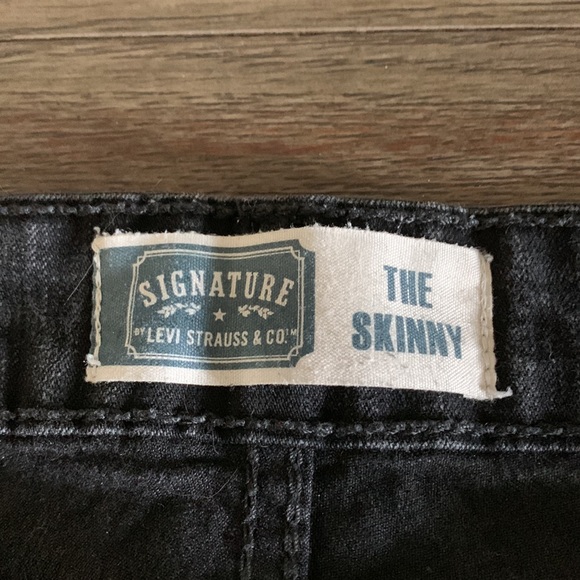 SIGNATURE
BY LEVI STRAUSS & CO.™
THE
SKINNY